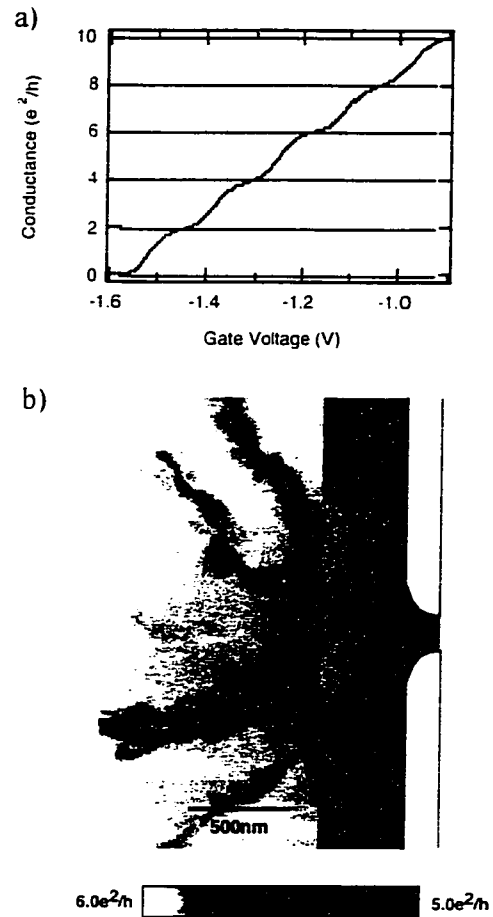 a)
Conductance (e²/h)
10
8
6
4
2
0
-1.6
-1.4
-1.2
-1.0
Gate Voltage (V)
b)
500nm
6.0e²/h
5.0e²/h